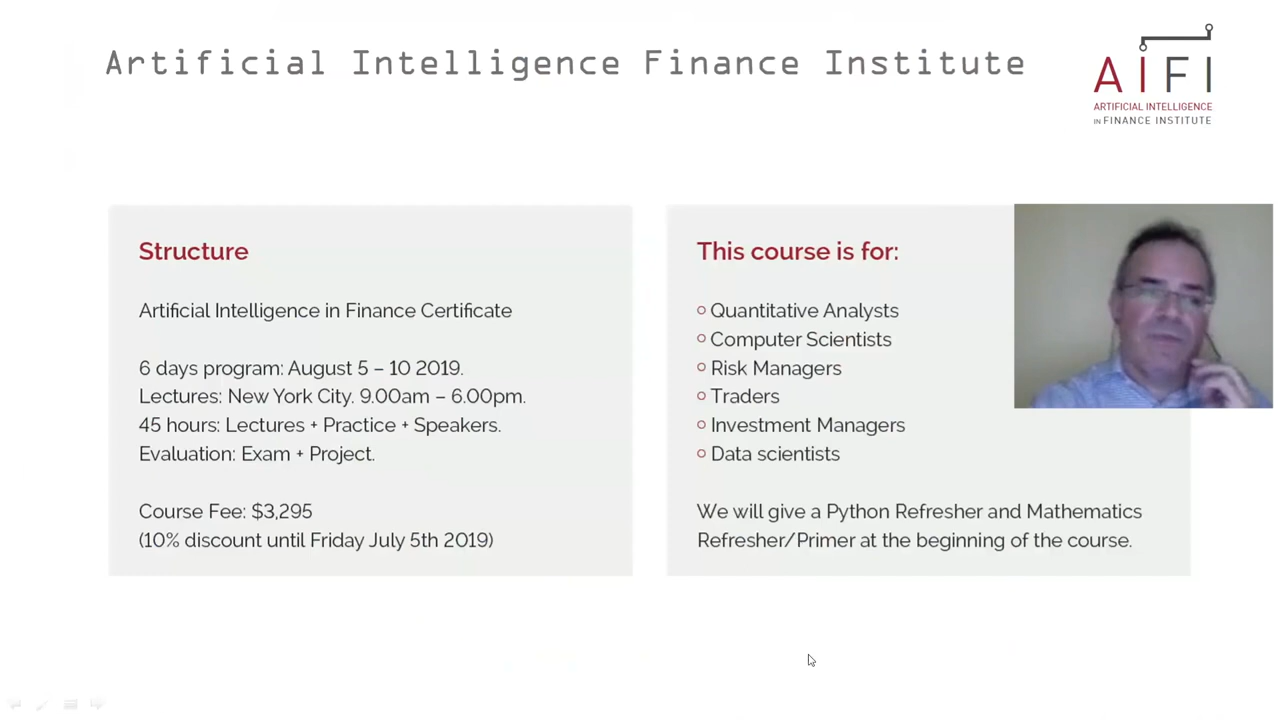 Artificial Intelligence Finance Institute
AIFI
ARTIFICIAL INTELLIGENCE
IN FINANCE INSTITUTE
Structure
Artificial Intelligence in Finance Certificate
6 days program: August 5 – 10 2019.
Lectures: New York City. 9.00am – 6.00pm.
45 hours: Lectures + Practice + Speakers.
Evaluation: Exam + Project.
Course Fee: $3,295
(10% discount until Friday July 5th 2019)
This course is for:
Quantitative Analysts
Computer Scientists
Risk Managers
Traders
Investment Managers
Data scientists
We will give a Python Refresher and Mathematics
Refresher/Primer at the beginning of the course.